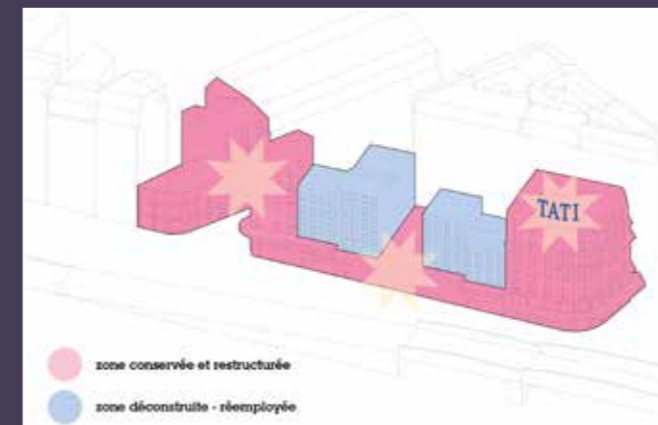 TATI
zone conservée et restructurée
zone déconstruite - réemployée